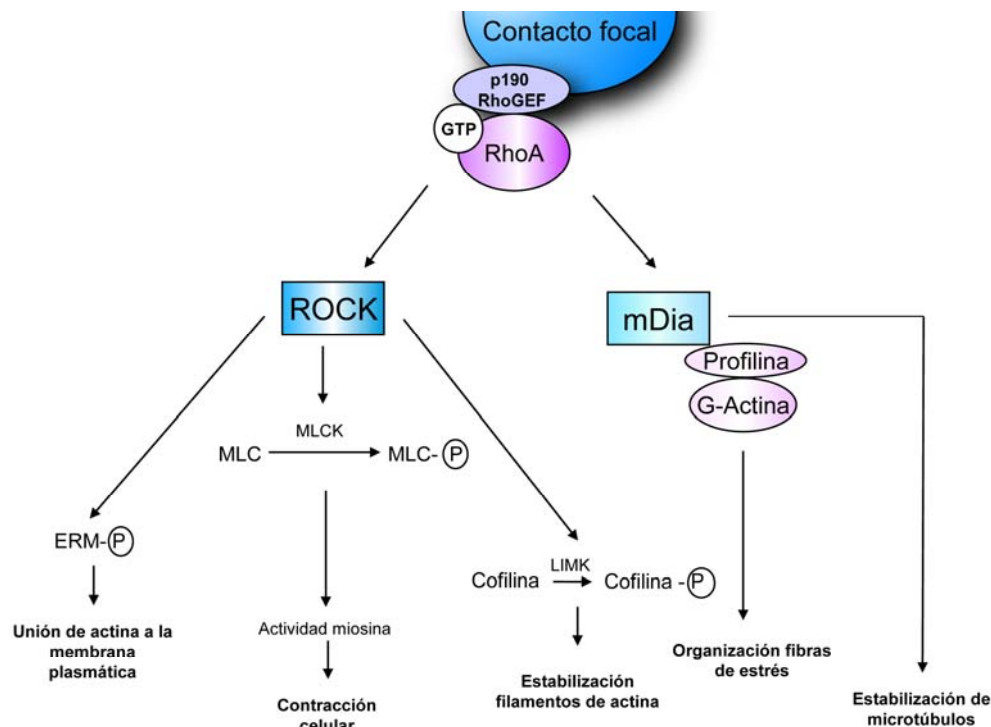 Contacto focal
p190
RhoGEF
GTP
RhoA
ROCK
mDia
Profilina
G-Actina
MLCK
MLC
MLC- P
ERM- P
LIMK
Cofilina
Cofilina - P
Unión de actina a la
membrana
plasmática
Actividad miosina
Contracción
celular
Estabilización
filamentos de actina
Organización fibras
de estrés
Estabilización de
microtúbulos